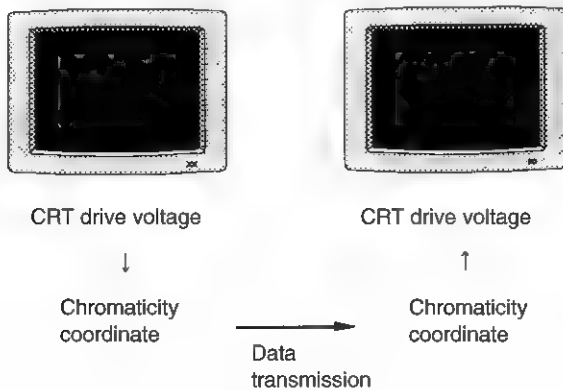 CRT drive voltage
CRT drive voltage
↓
↑
Chromaticity
coordinate
Chromaticity
coordinate
Data
transmission